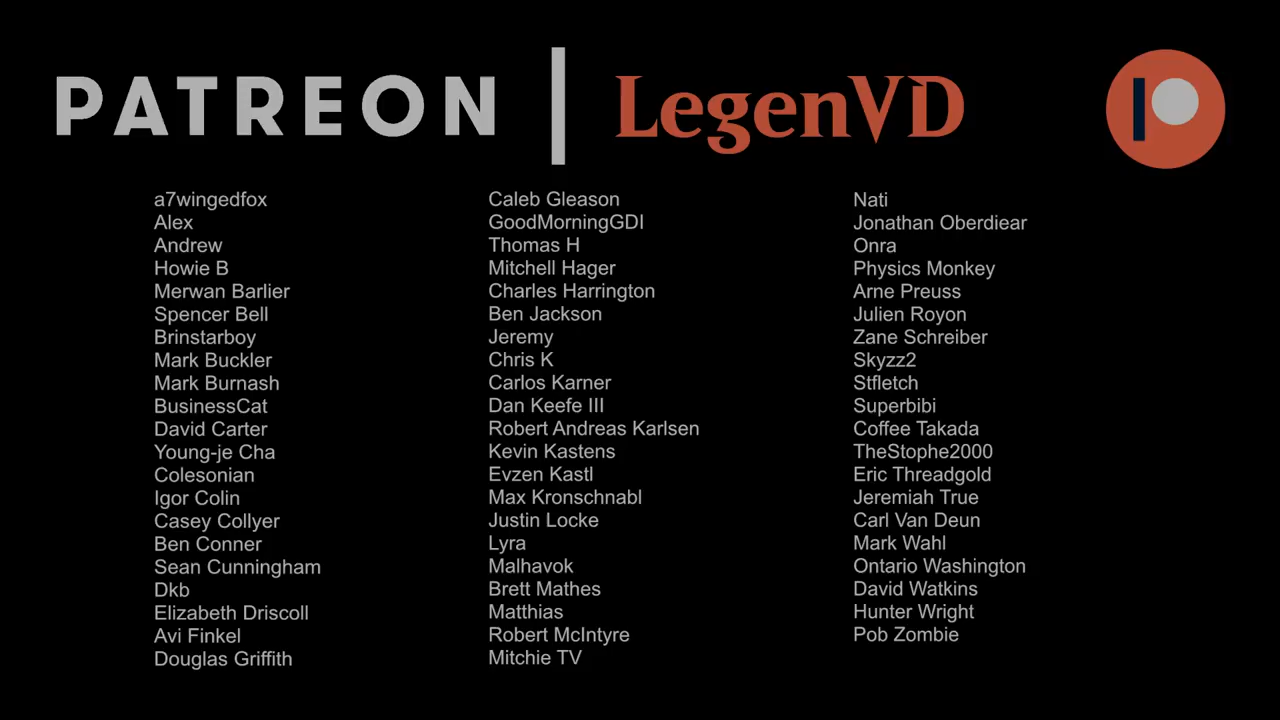 PATREON | LegenVD
a7wingedfox
Alex
Andrew
Howie B
Merwan Barlier
Spencer Bell
Brinstarboy
Mark Buckler
Mark Burnash
BusinessCat
David Carter
Young-je Cha
Colesonian
Igor Colin
Casey Collyer
Ben Conner
Sean Cunningham
Dkb
Elizabeth Driscoll
Avi Finkel
Douglas Griffith
Caleb Gleason
GoodMorningGDI
Thomas H
Mitchell Hager
Charles Harrington
Ben Jackson
Jeremy
Chris K
Carlos Karner
Dan Keefe III
Robert Andreas Karlsen
Kevin Kastens
Evzen Kastl
Max Kronschnabl
Justin Locke
Lyra
Malhavok
Brett Mathes
Matthias
Robert McIntyre
Mitchie TV
Nati
Jonathan Oberdiear
Onra
Physics Monkey
Arne Preuss
Julien Royon
Zane Schreiber
Skyzz2
Stfletch
Superbibi
Coffee Takada
TheStophe2000
Eric Threadgold
Jeremiah True
Carl Van Deun
Mark Wahl
Ontario Washington
David Watkins
Hunter Wright
Pob Zombie